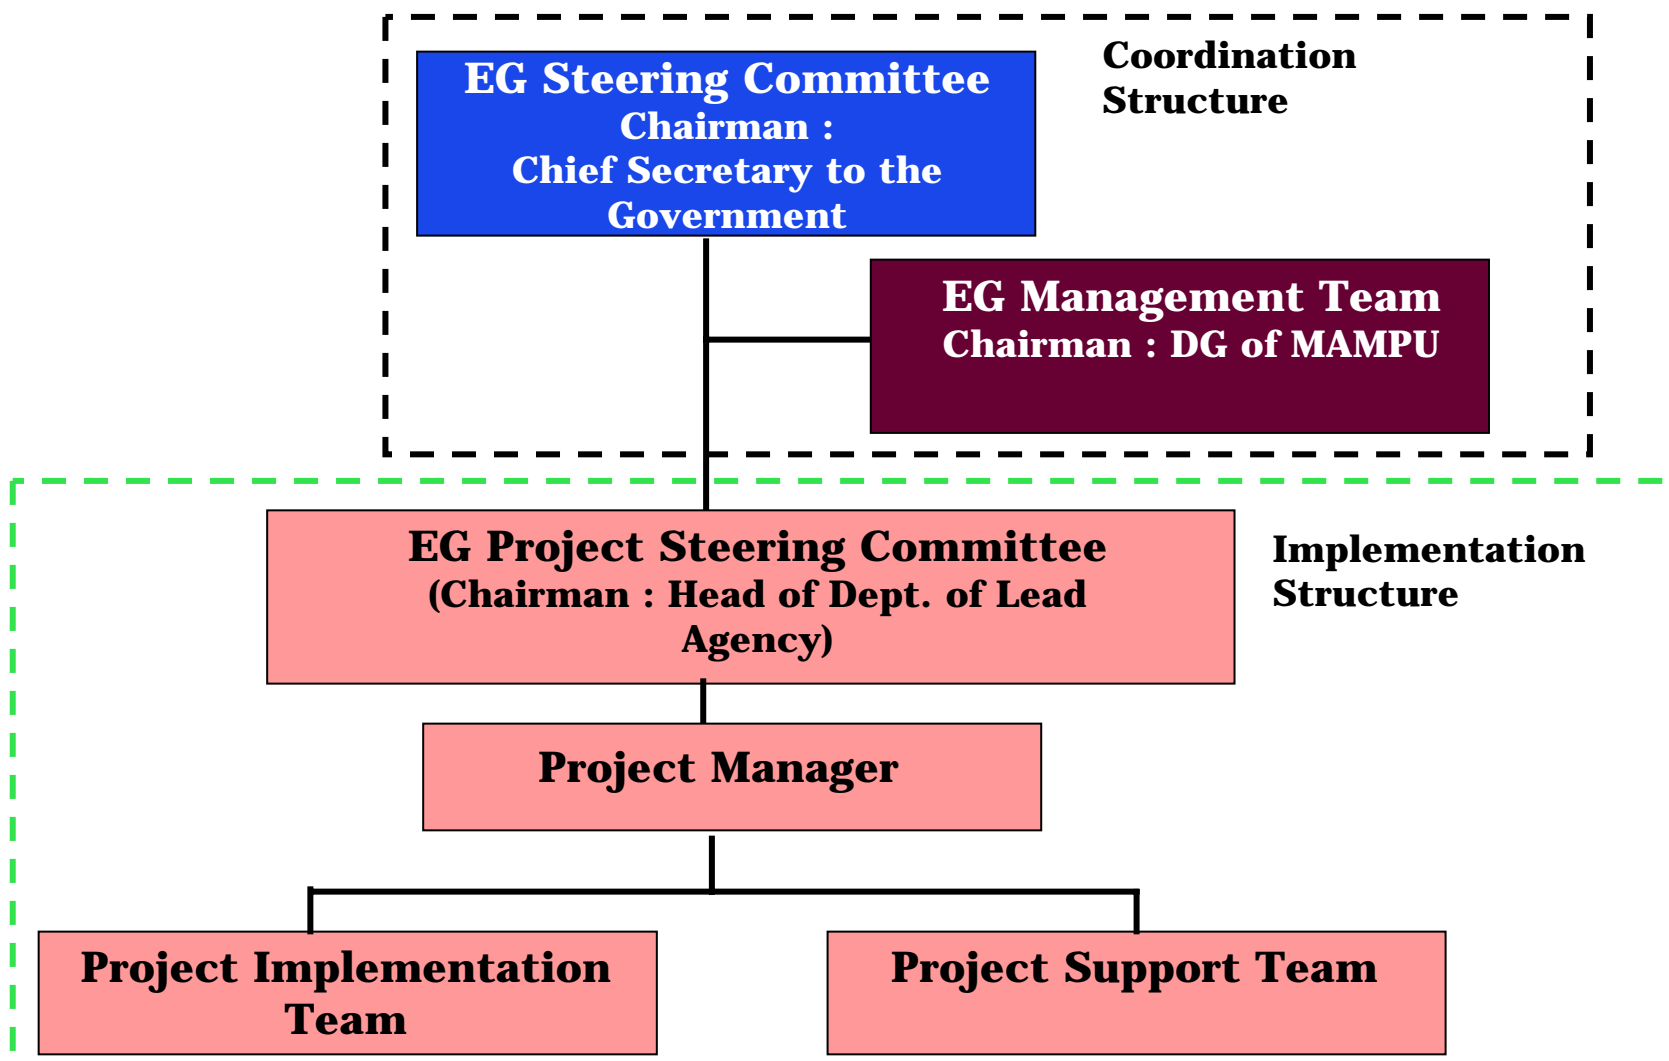 EG Steering Committee
Chairman :
Chief Secretary to the
Government
Coordination
Structure
EG Management Team
Chairman : DG of MAMPU
EG Project Steering Committee
(Chairman : Head of Dept. of Lead
Agency)
Implementation
Structure
Project Manager
Project Implementation
Team
Project Support Team